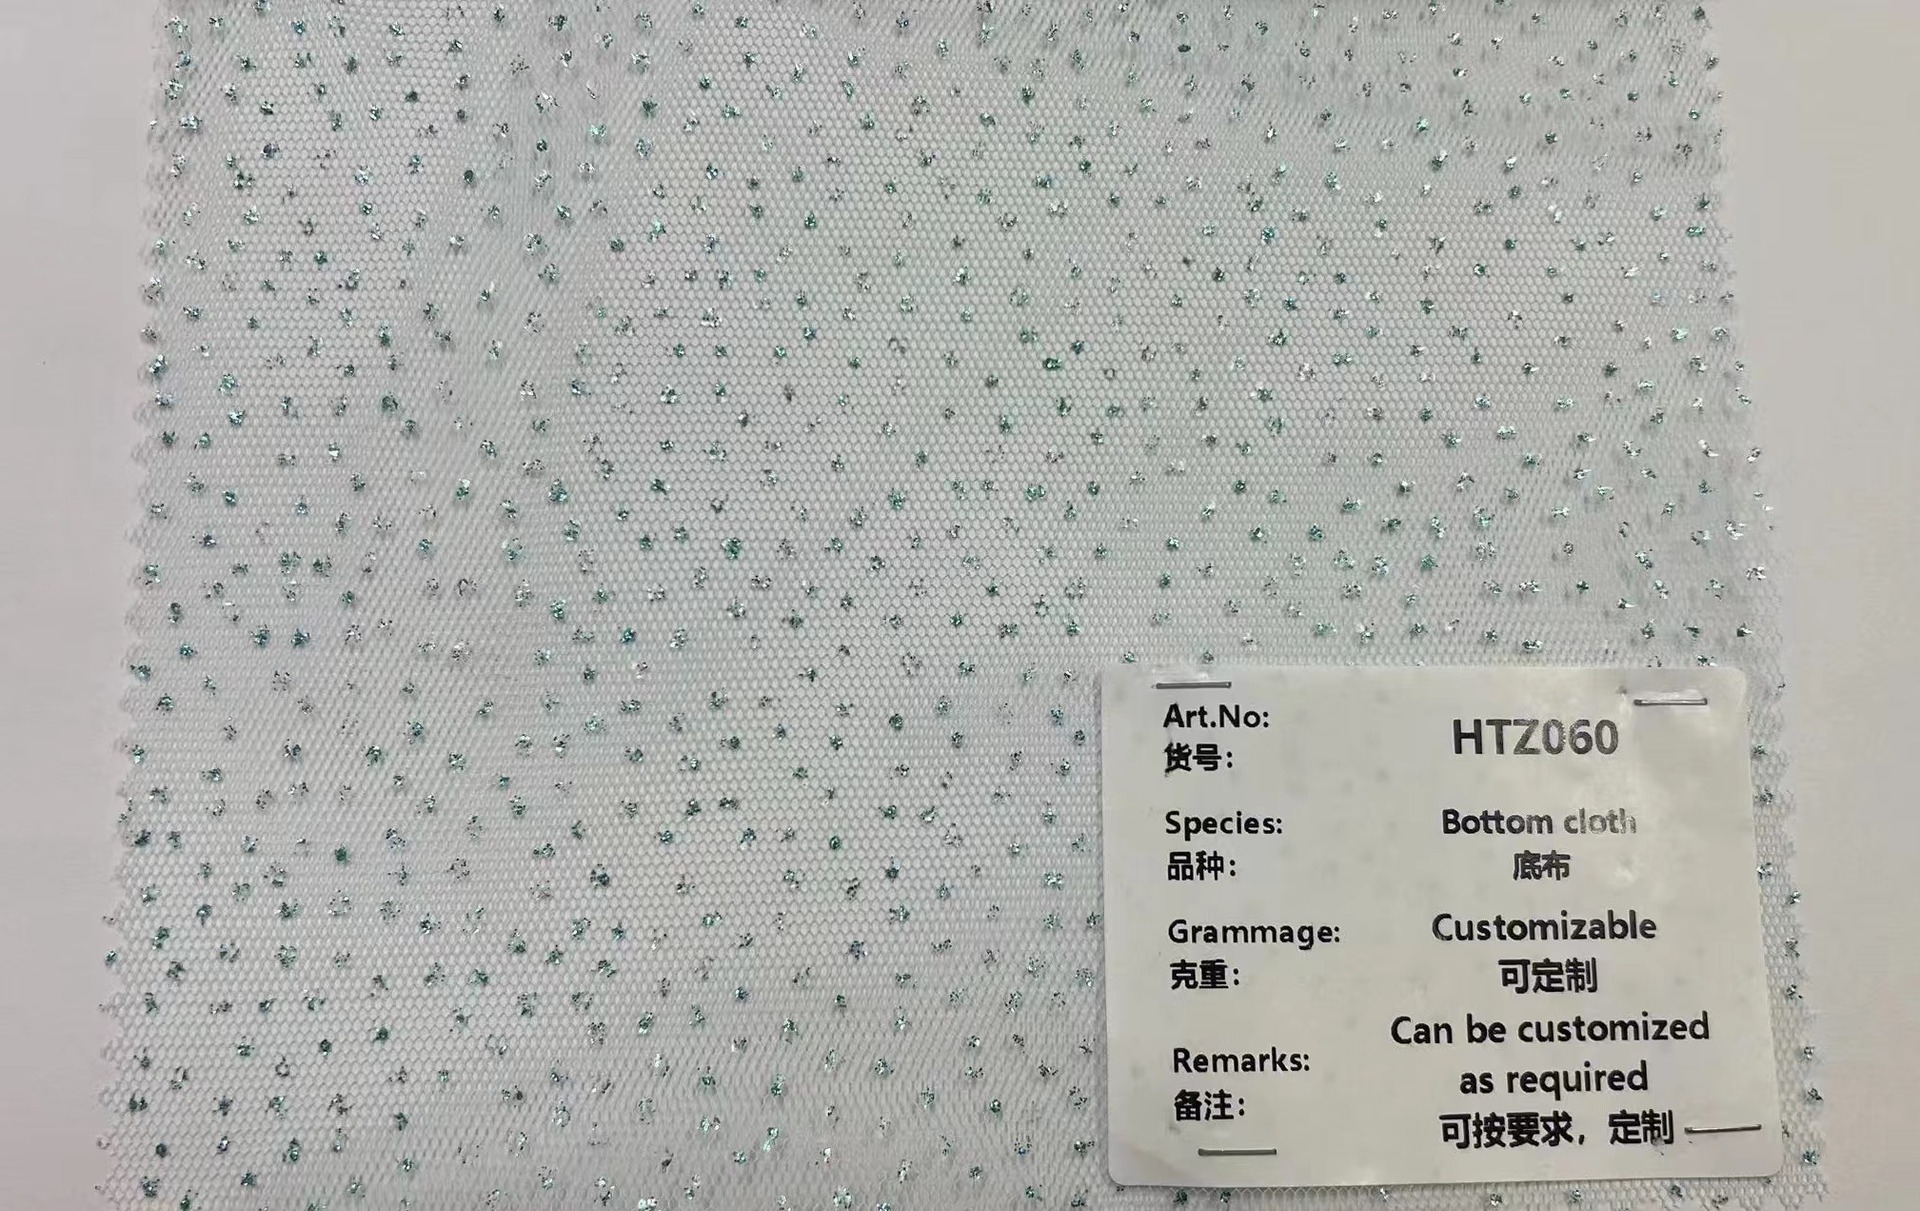 Art.No: HTZ060
货号：
Species: Bottom cloth
品种： 底布
Grammage: Customizable
克重： 可定制
Can be customized
Remarks: as required
备注： 可按要求，定制